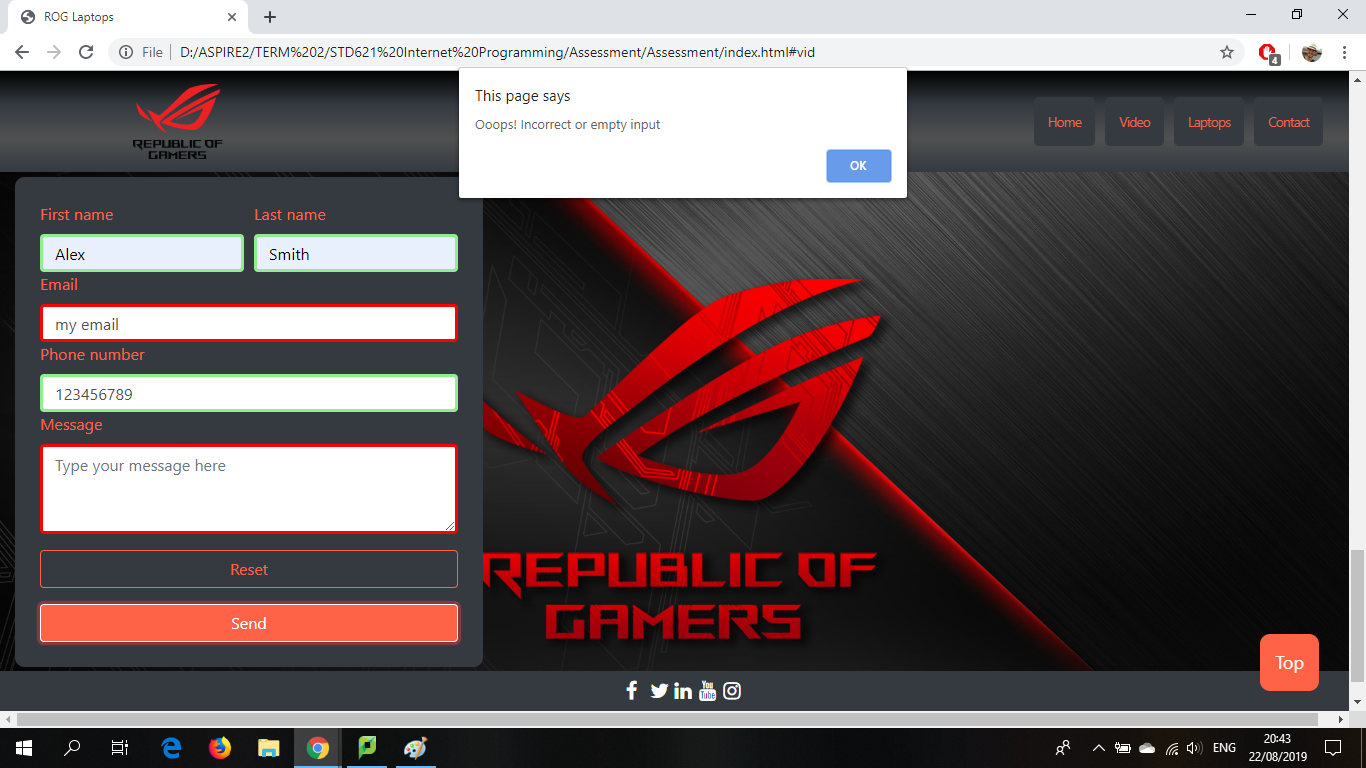 ROG Laptops
File
D:/ASPIRE2/TERM%202/STD621%20Internet%20Programming/Assessment/Assessment/index.html#vid
4
This page says
Ooops! Incorrect or empty input
OK
REPUBLIC OF
GAMERS
Home Video Laptops Contact
First name Last name
Alex Smith
Email
my email
Phone number
123456789
Message
Type your message here
Reset
Send
REPUBLIC OF
GAMERS
Top
You
Tube
ENG
20:43
22/08/2019